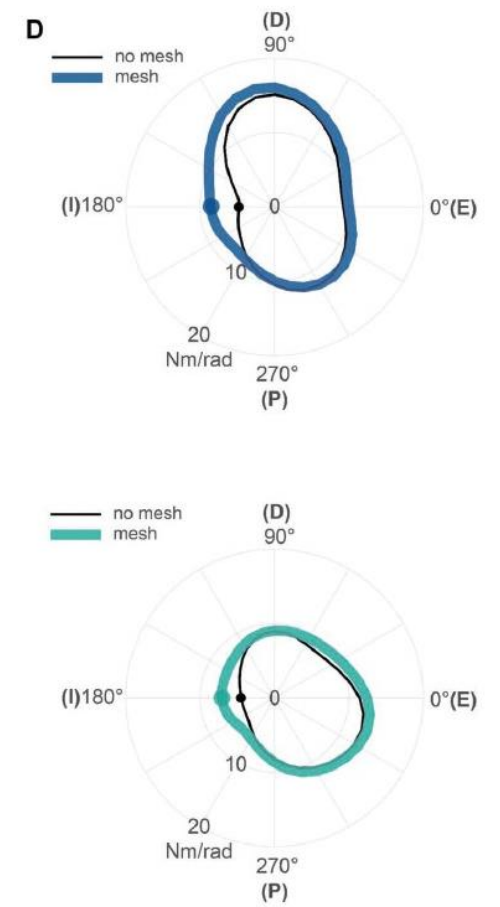 D
(D)
90°
no mesh
mesh
(I)180°
0
0°(E)
10
20
Nm/rad
270°
(P)
no mesh
mesh
(D)
90°
(I)180°
0
0°(E)
10
20
Nm/rad
270°
(P)